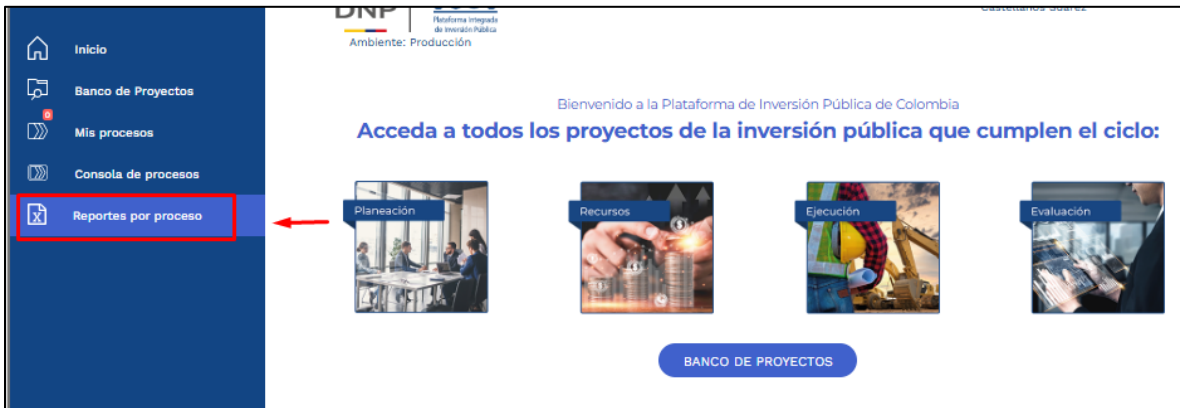 DNP
Plataforma Integrada
de Inversión Pública
Castellanos Suárez
Ambiente: Producción
Inicio
Banco de Proyectos
0
Mis procesos
Consola de procesos
Reportes por proceso
Bienvenido a la Plataforma de Inversión Pública de Colombia
Acceda a todos los proyectos de la inversión pública que cumplen el ciclo:
Planeación
Recursos
Ejecución
Evaluación
BANCO DE PROYECTOS